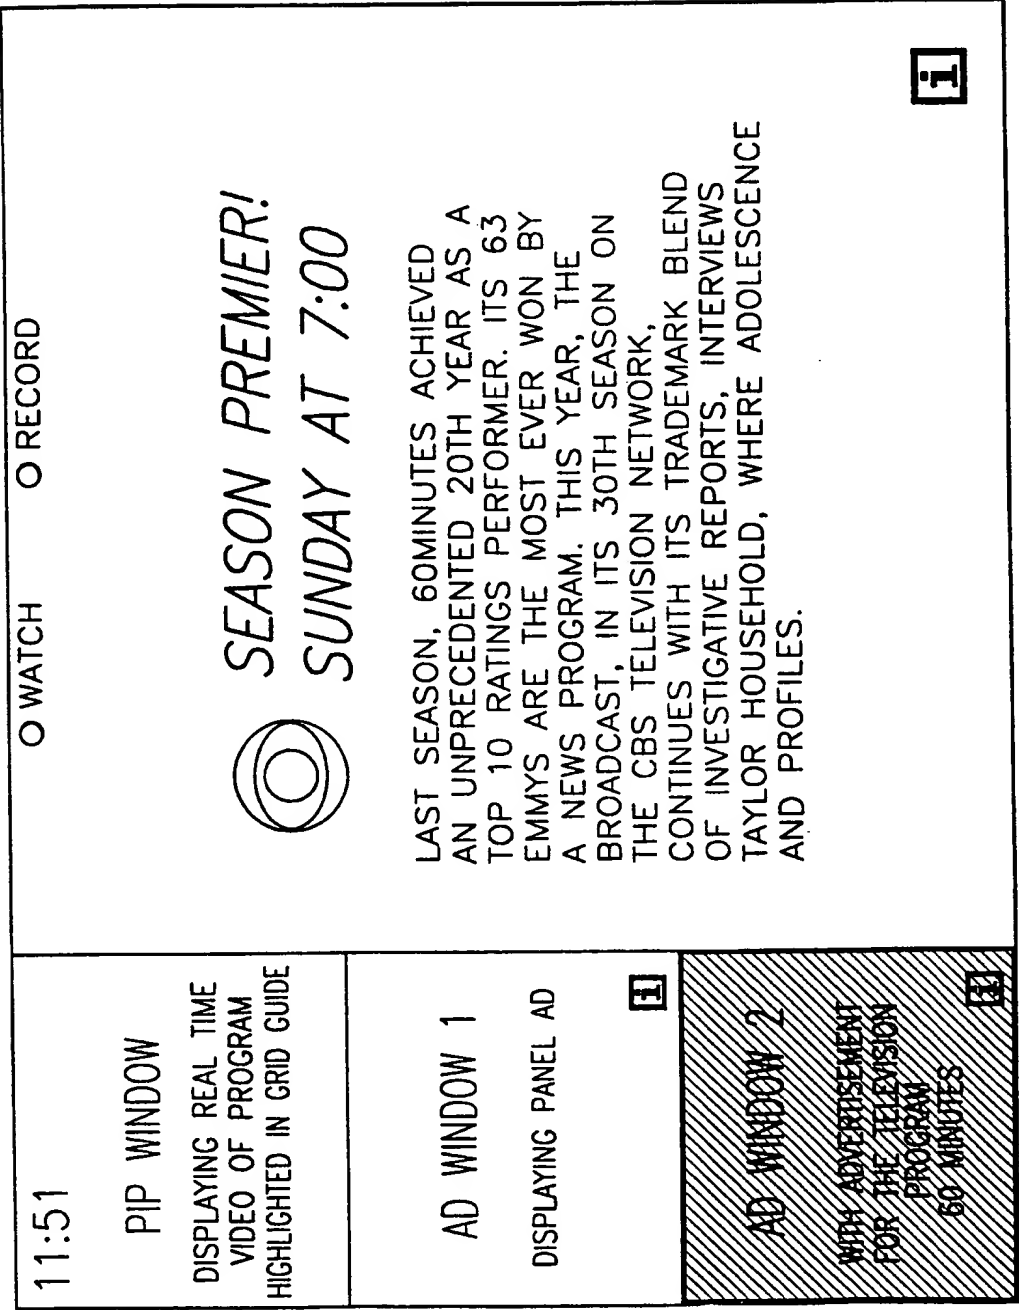 11:51
PIP WINDOW
DISPLAYING REAL TIME
VIDEO OF PROGRAM
HIGHLIGHTED IN GRID GUIDE
AD WINDOW 1
DISPLAYING PANEL AD
i
AD WINDOW 2
WITH ADVERTISEMENT
FOR THE TELEVISION
PROGRAM
60 MINUTES
i
O WATCH
O RECORD
SEASON PREMIER!
SUNDAY AT 7:00
LAST SEASON, 60MINUTES ACHIEVED
AN UNPRECEDENTED 20TH YEAR AS A
TOP 10 RATINGS PERFORMER. ITS 63
EMMYS ARE THE MOST EVER WON BY
A NEWS PROGRAM. THIS YEAR, THE
BROADCAST, IN ITS 30TH SEASON ON
THE CBS TELEVISION NETWORK,
CONTINUES WITH ITS TRADEMARK BLEND
OF INVESTIGATIVE REPORTS, INTERVIEWS
TAYLOR HOUSEHOLD, WHERE ADOLESCENCE
AND PROFILES.
i